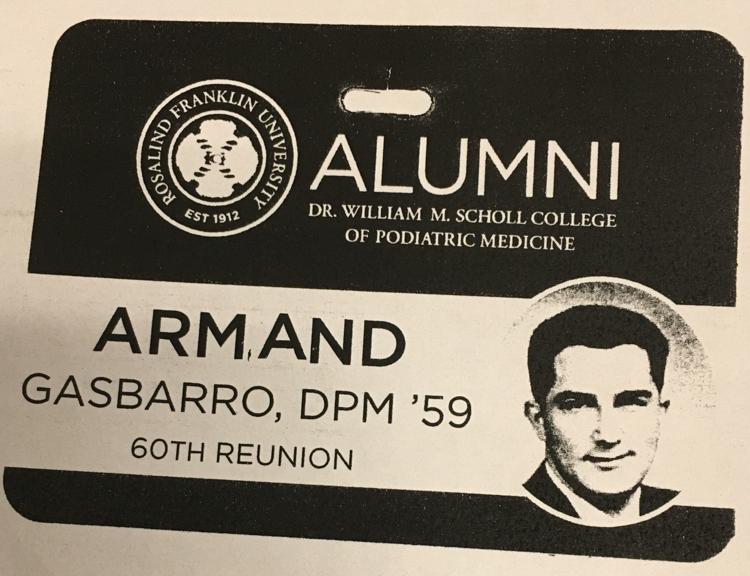 ROSALIND FRANKLIN UNIVERSITY
EST 1912
ALUMNI
DR. WILLIAM M. SCHOLL COLLEGE
OF PODIATRIC MEDICINE
ARMAND
GASBARRO, DPM ’59
60TH REUNION